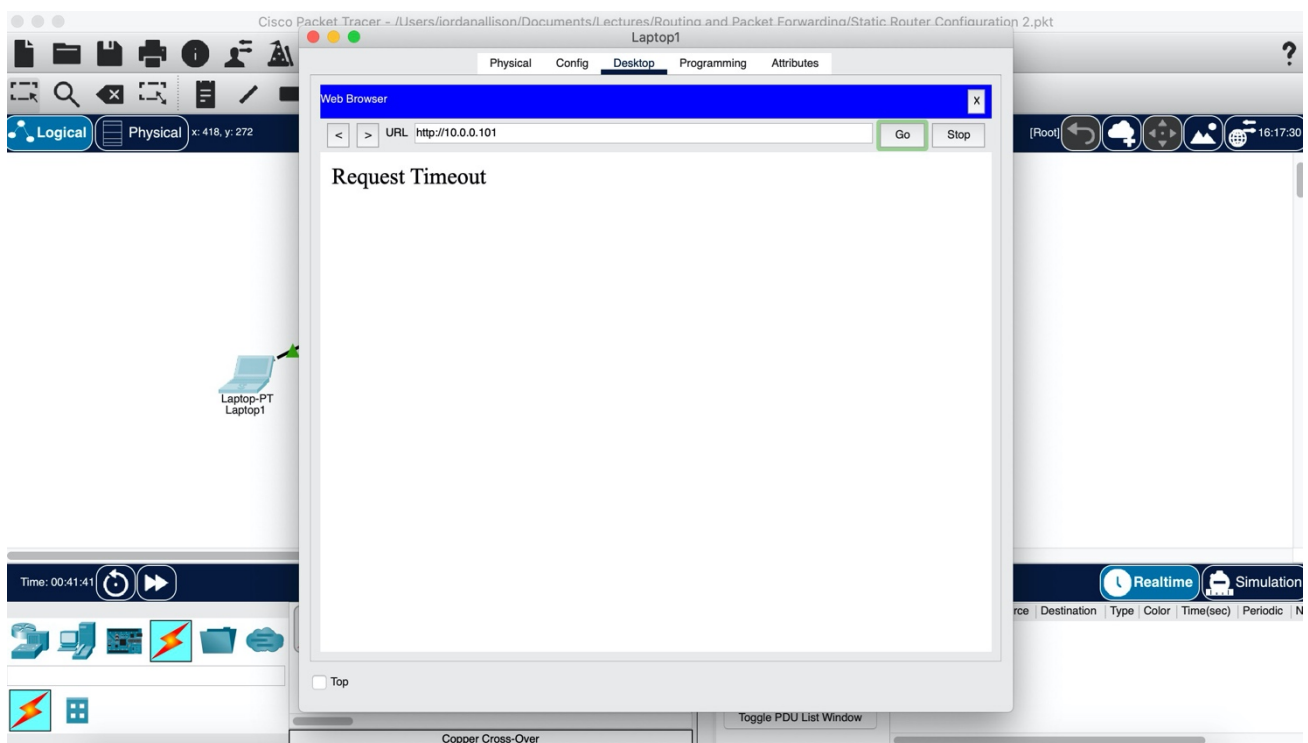 Cisco Packet Tracer - /Users/jordanallison/Documents/Lectures/Routing and Packet Forwarding/Static Router Configuration 2.pkt
Laptop1
Physical Config Desktop Programming Attributes
?
Web Browser
X
Logical
Physical
x: 418, y: 272
< > URL http://10.0.0.101 Go Stop
[Root]
16:17:30
Request Timeout
Laptop-PT
Laptop1
Time: 00:41:41
Realtime
Simulation
rce Destination Type Color Time(sec) Periodic N
Top
Toggle PDU List Window
Copper Cross-Over